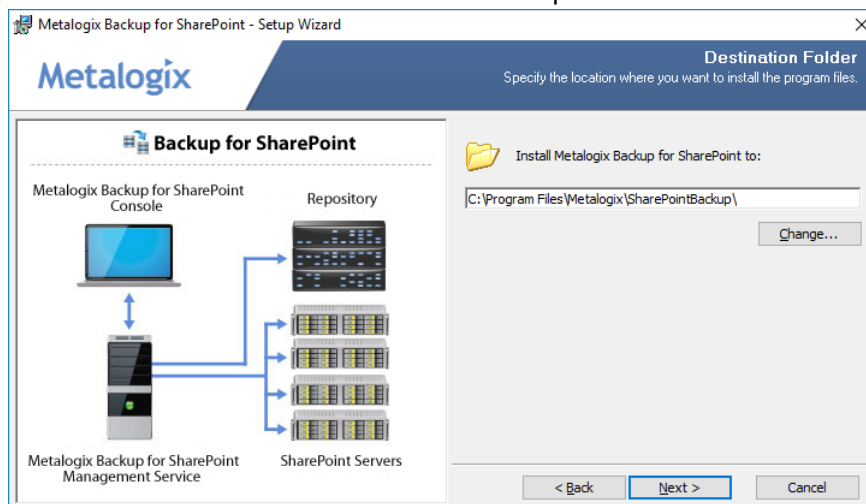 Metalogix Backup for SharePoint - Setup Wizard
Metalogix
Destination Folder
Specify the location where you want to install the program files.
Backup for SharePoint
Metalogix Backup for SharePoint
Console
Repository
Metalogix Backup for SharePoint
Management Service
SharePoint Servers
Install Metalogix Backup for SharePoint to:
C:\Program Files\Metalogix\SharePointBackup\
Change...
< Back
Next >
Cancel